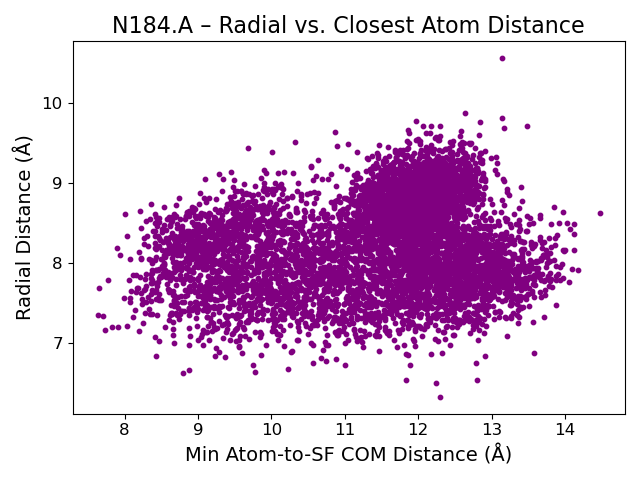 N184.A – Radial vs. Closest Atom Distance
Radial Distance (Å)
10
9
8
7
8 9 10 11 12 13 14
Min Atom-to-SF COM Distance (Å)